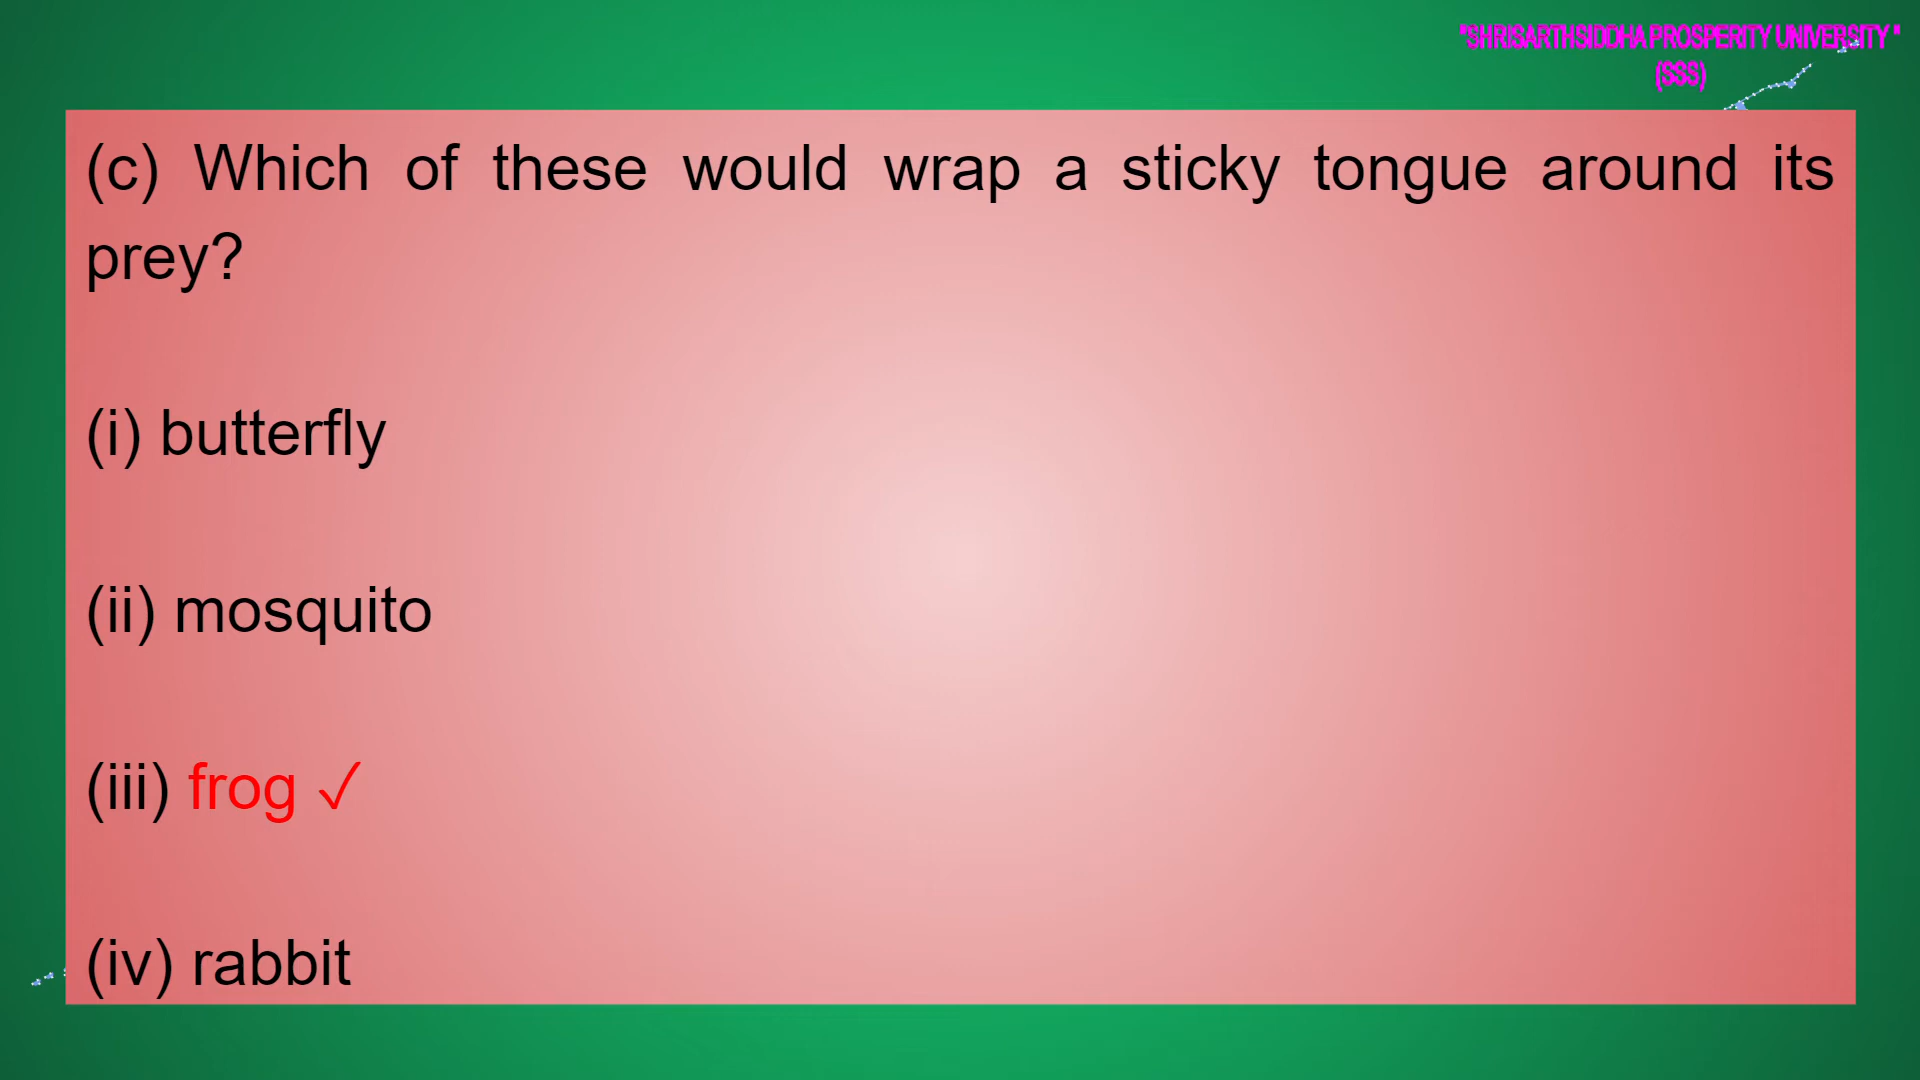 "SHRISARTHSIDDHA PROSPERITY UNIVERSITY "
(SSS)
(c) Which of these would wrap a sticky tongue around its
prey?
(i) butterfly
(ii) mosquito
(iii) frog ✓
(iv) rabbit